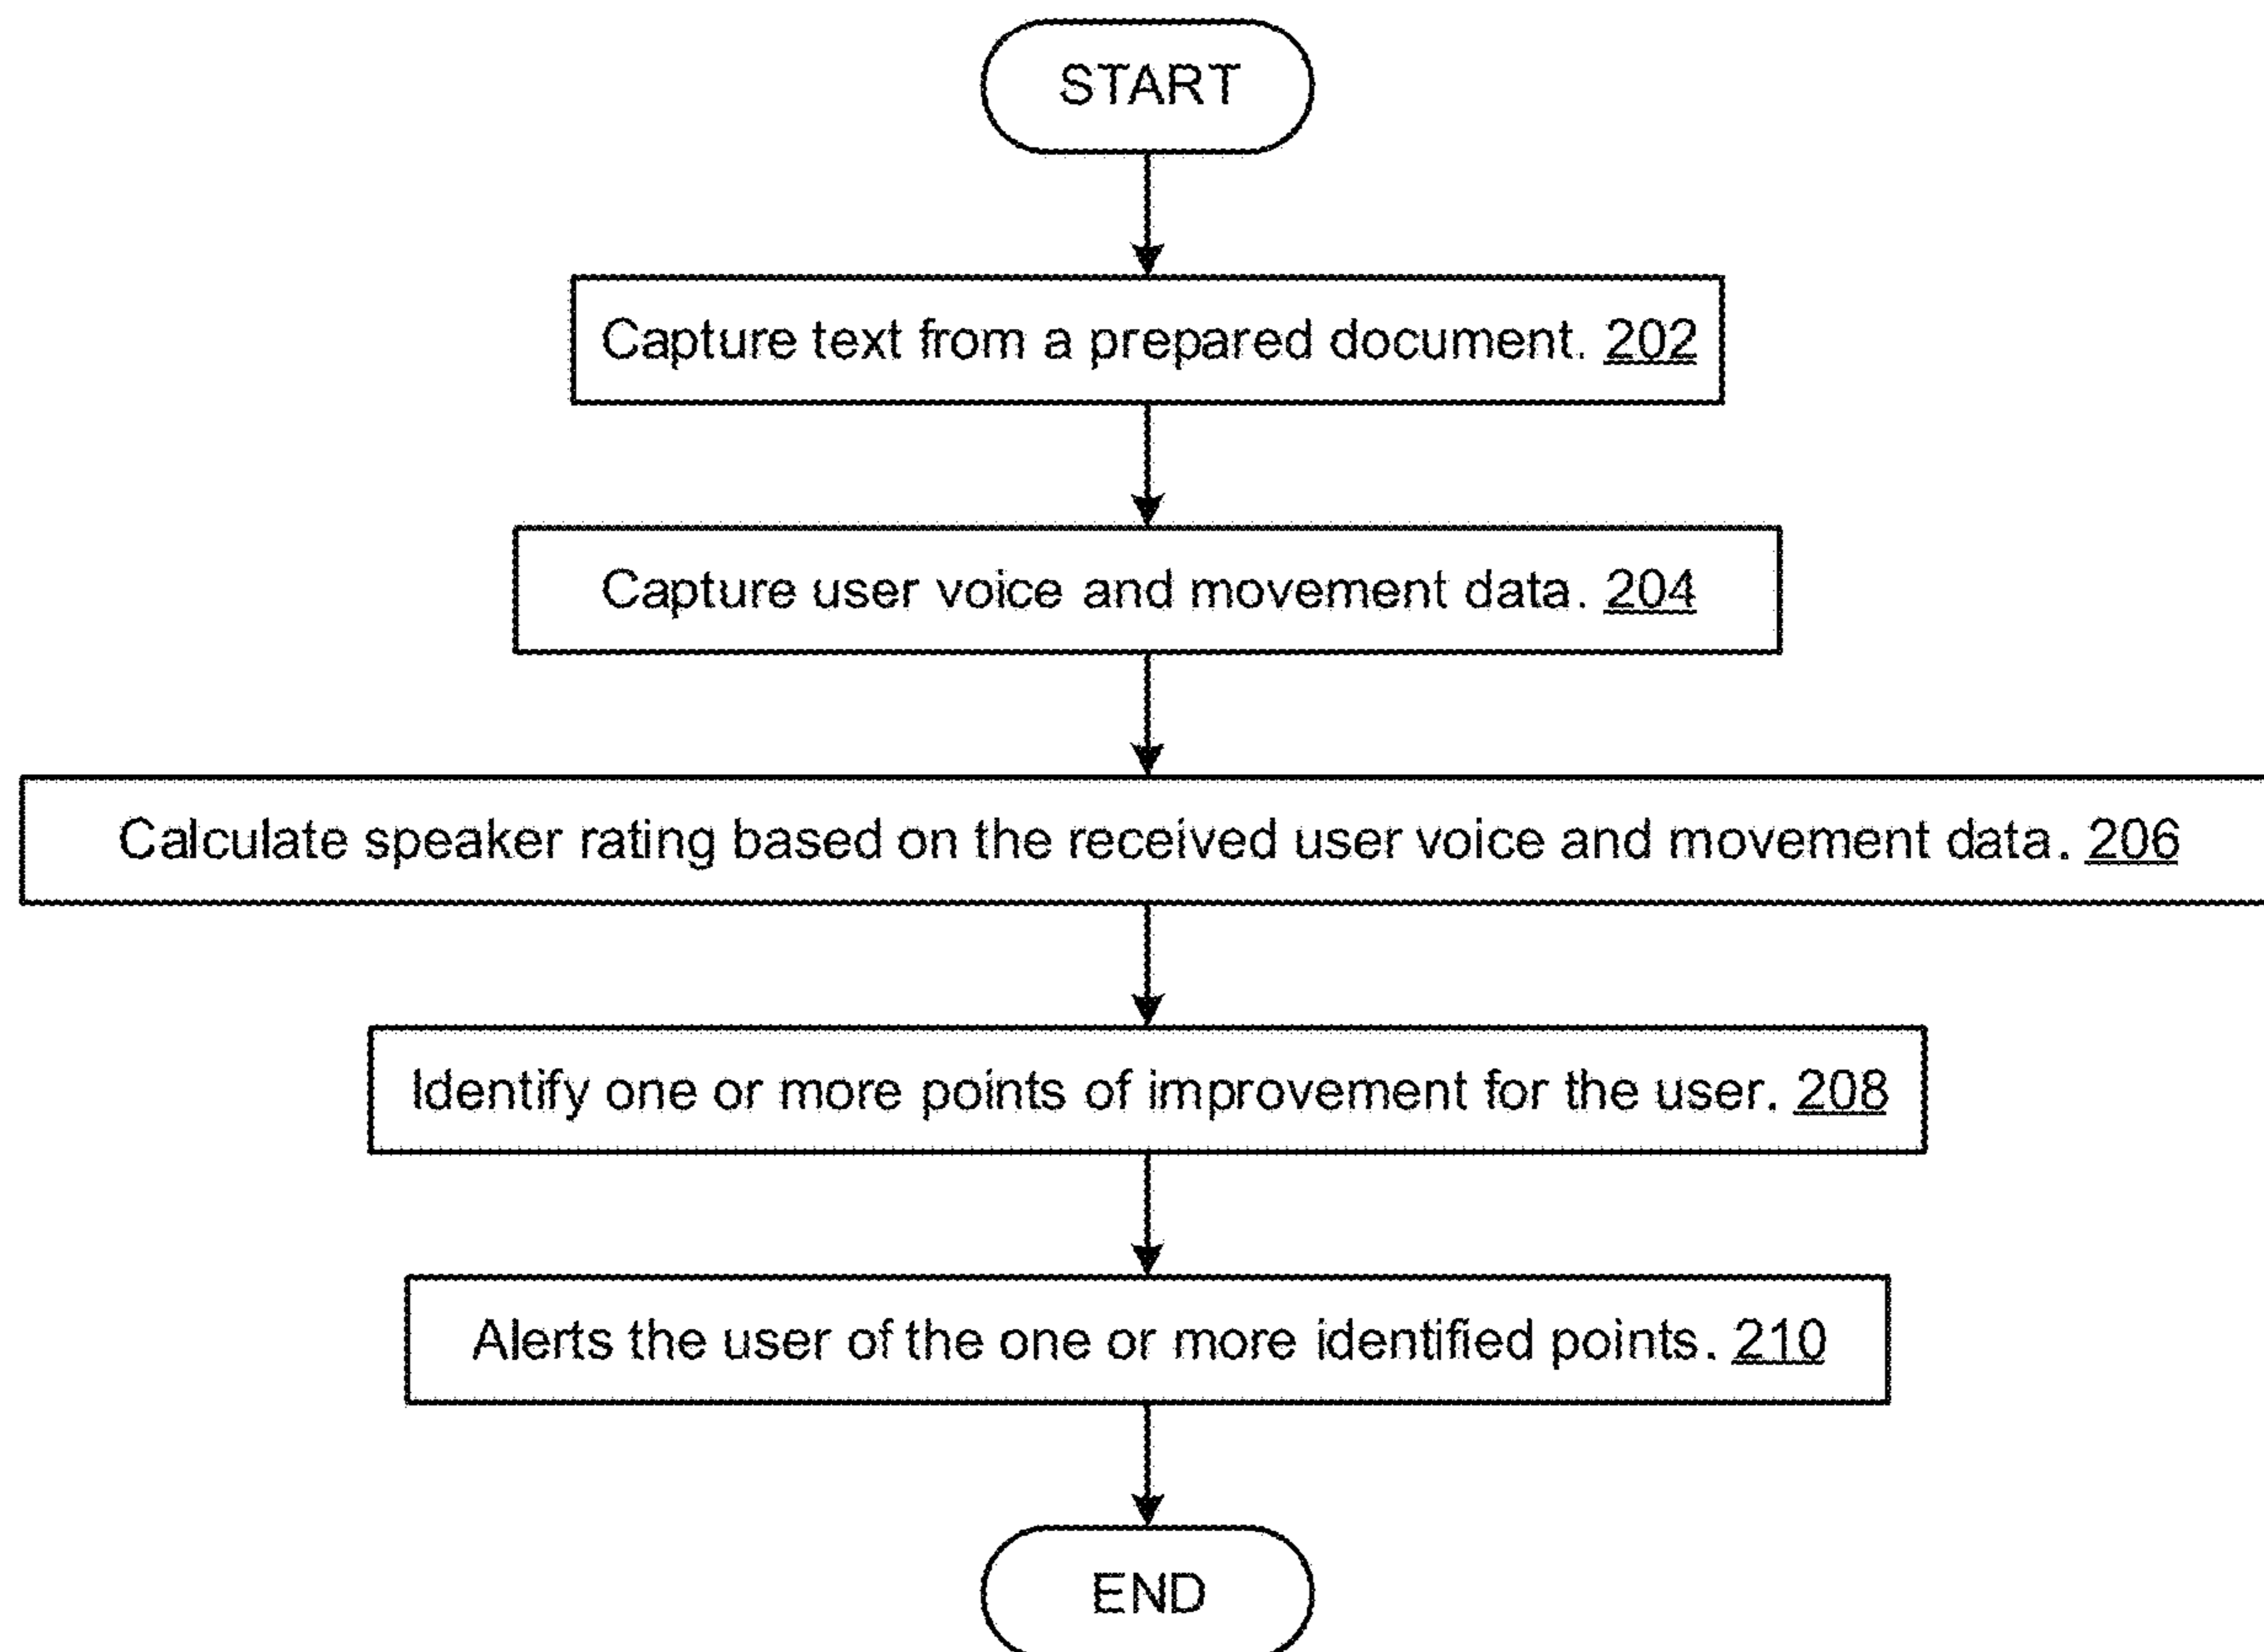 START
Capture text from a prepared document. 202
Capture user voice and movement data. 204
Calculate speaker rating based on the received user voice and movement data. 206
Identify one or more points of improvement for the user. 208
Alerts the user of the one or more identified points. 210
END